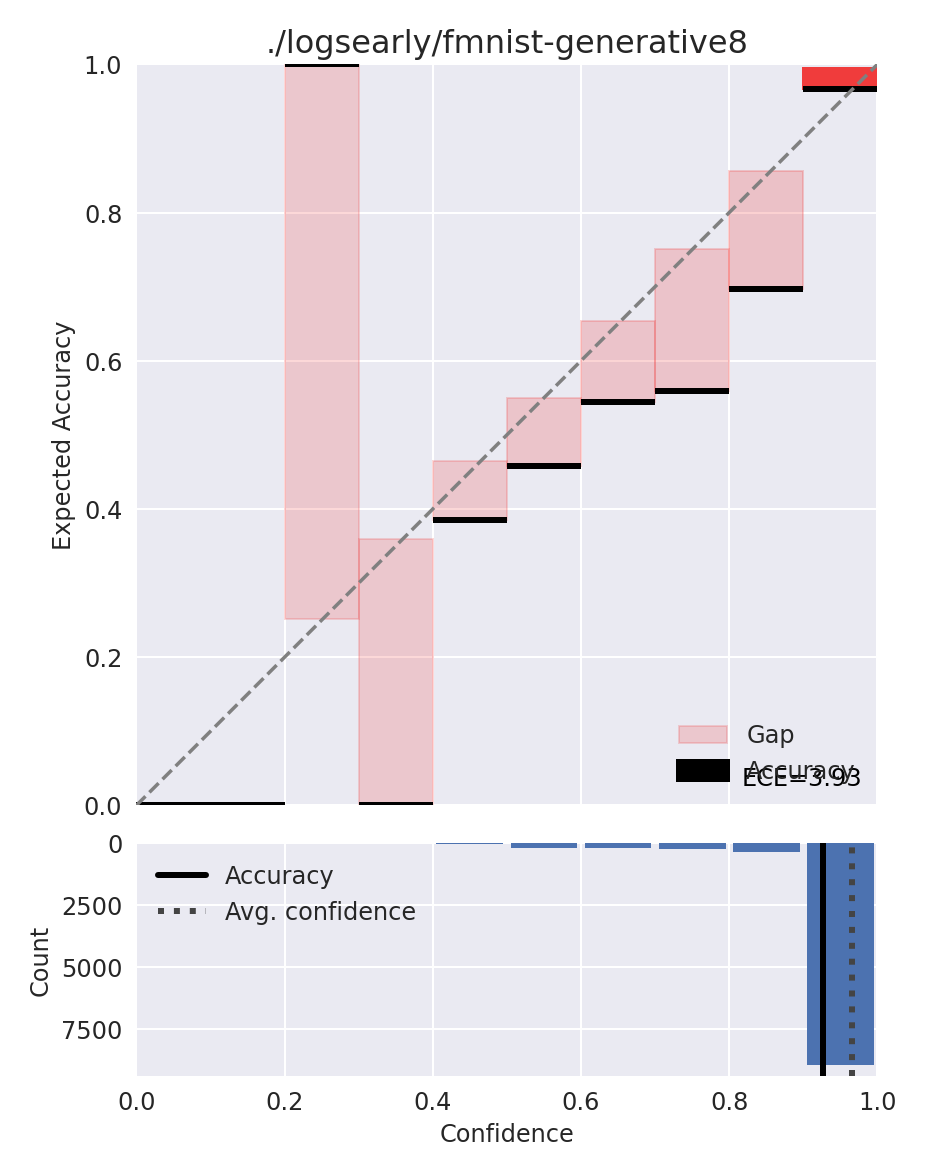 ./logsearly/fmnist-generative8
1.0
0.8
0.6
0.4
0.2
0.0
Expected Accuracy
Gap
Accuracy
ECE=3.93
0
2500
5000
7500
Count
Accuracy
Avg. confidence
0.0 0.2 0.4 0.6 0.8 1.0
Confidence